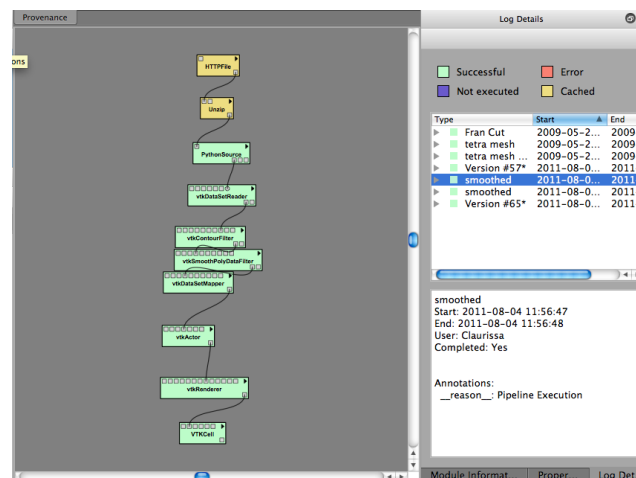 Provenance
ons
HTTPFile
Unzip
PythonSource
vtkDataSetReader
vtkContourFilter
vtkSmoothPolyDataFilter
vtkDataSetMapper
vtkActor
vtkRenderer
VTKCell
Log Details
Successful Error
Not executed Cached
Type Start End
Fran Cut 2009-05-2... 2009
tetra mesh 2009-05-2... 2009
tetra mesh ... 2009-05-2... 2009
Version #57* 2011-08-0... 2011
smoothed 2011-08-0... 2011
smoothed 2011-08-0... 2011
Version #65* 2011-08-0... 2011
smoothed
Start: 2011-08-04 11:56:47
End: 2011-08-04 11:56:48
User: Claurissa
Completed: Yes
Annotations:
__reason__: Pipeline Execution
Module Informat... Proper... Log Det